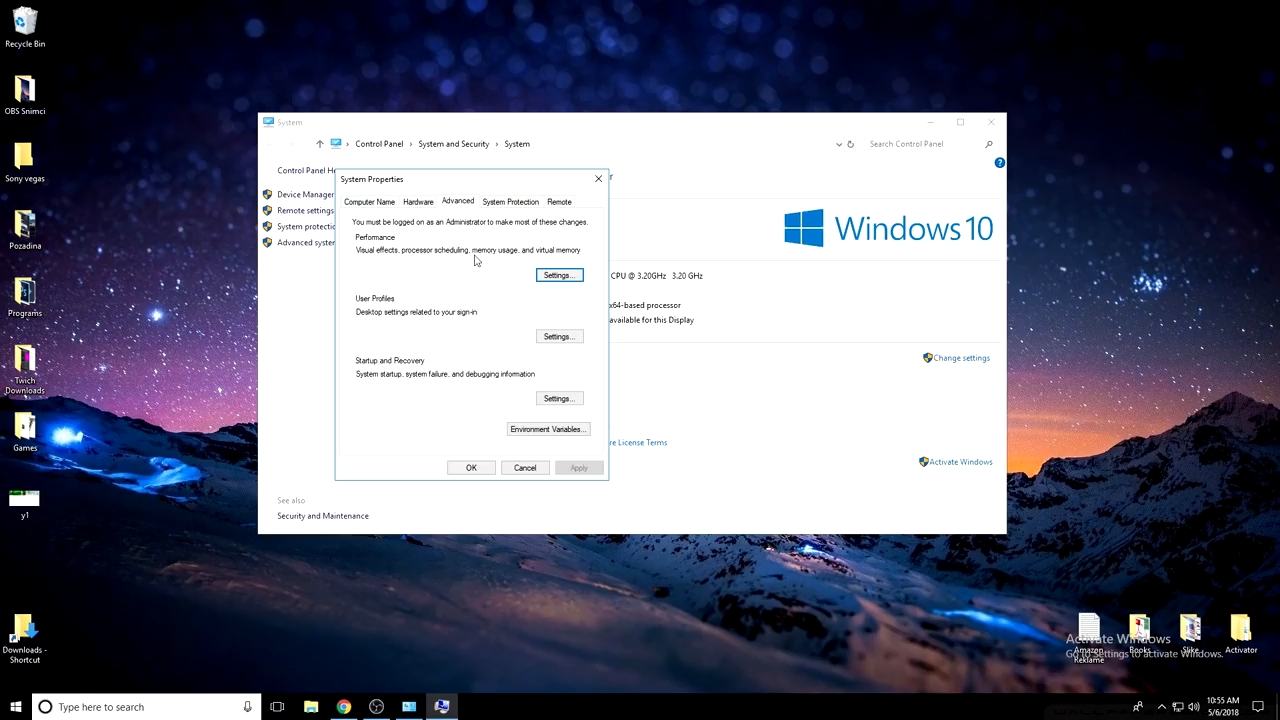 Recycle Bin
OBS Snimci
Sony vegas
Pozadina
Programs
Twich Downloads
Games
y1
Downloads - Shortcut
System
Control Panel > System and Security > System
Search Control Panel
Control Panel H
Device Manager
Remote settings
System protectio
Advanced syster
System Properties
Computer Name Hardware Advanced System Protection Remote
You must be logged on as an Administrator to make most of these changes.
Performance
Visual effects, processor scheduling, memory usage, and virtual memory
Settings...
User Profiles
Desktop settings related to your sign-in
Settings...
Startup and Recovery
System startup, system failure, and debugging information
Settings...
Environment Variables...
OK Cancel Apply
Windows 10
CPU @ 3.20GHz 3.20 GHz
x64-based processor
available for this Display
Change settings
re License Terms
Activate Windows
See also
Security and Maintenance
Amazon Reklame
Rooks
Slike
Activator
Activate Windows
Go to Settings to activate Windows.
Type here to search
10:55 AM
5/6/2018